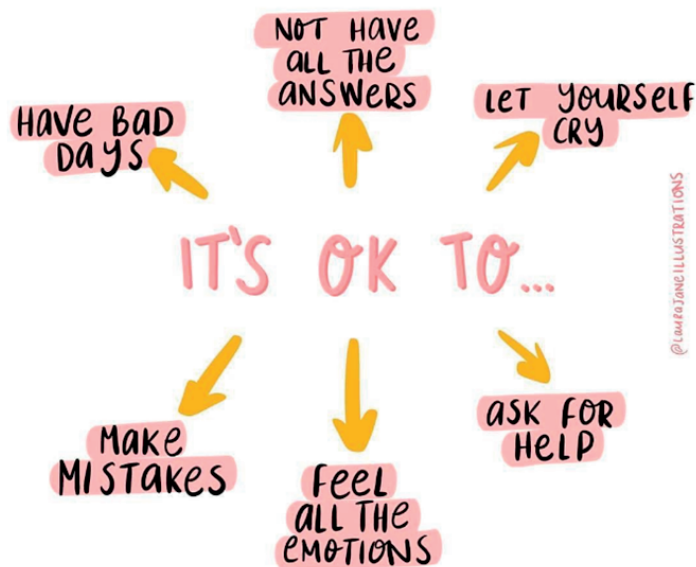 NOT HAVE
ALL THE
ANSWERS
HAVE BAD
DAYS
LET YOURSELF
CRY
IT'S OK TO...
MAKE
MISTAKES
FEEL
ALL THE
EMOTIONS
ASK FOR
HELP
@LAURAJANEILLUSTRATIONS